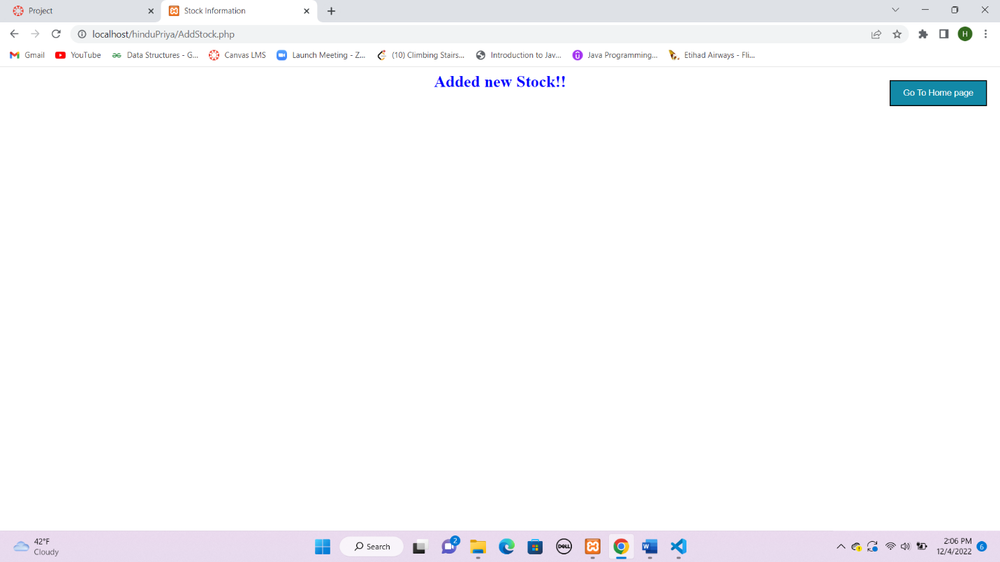 Project
Stock Information
localhost/hinduPriya/AddStock.php
H
Gmail
YouTube
Data Structures - G...
Canvas LMS
Launch Meeting - Z...
(10) Climbing Stairs...
Introduction to Jav...
Java Programming...
Etihad Airways - Fli...
Added new Stock!!
Go To Home page
42°F
Cloudy
Search
2
DELL
W
2:06 PM
12/4/2022
6